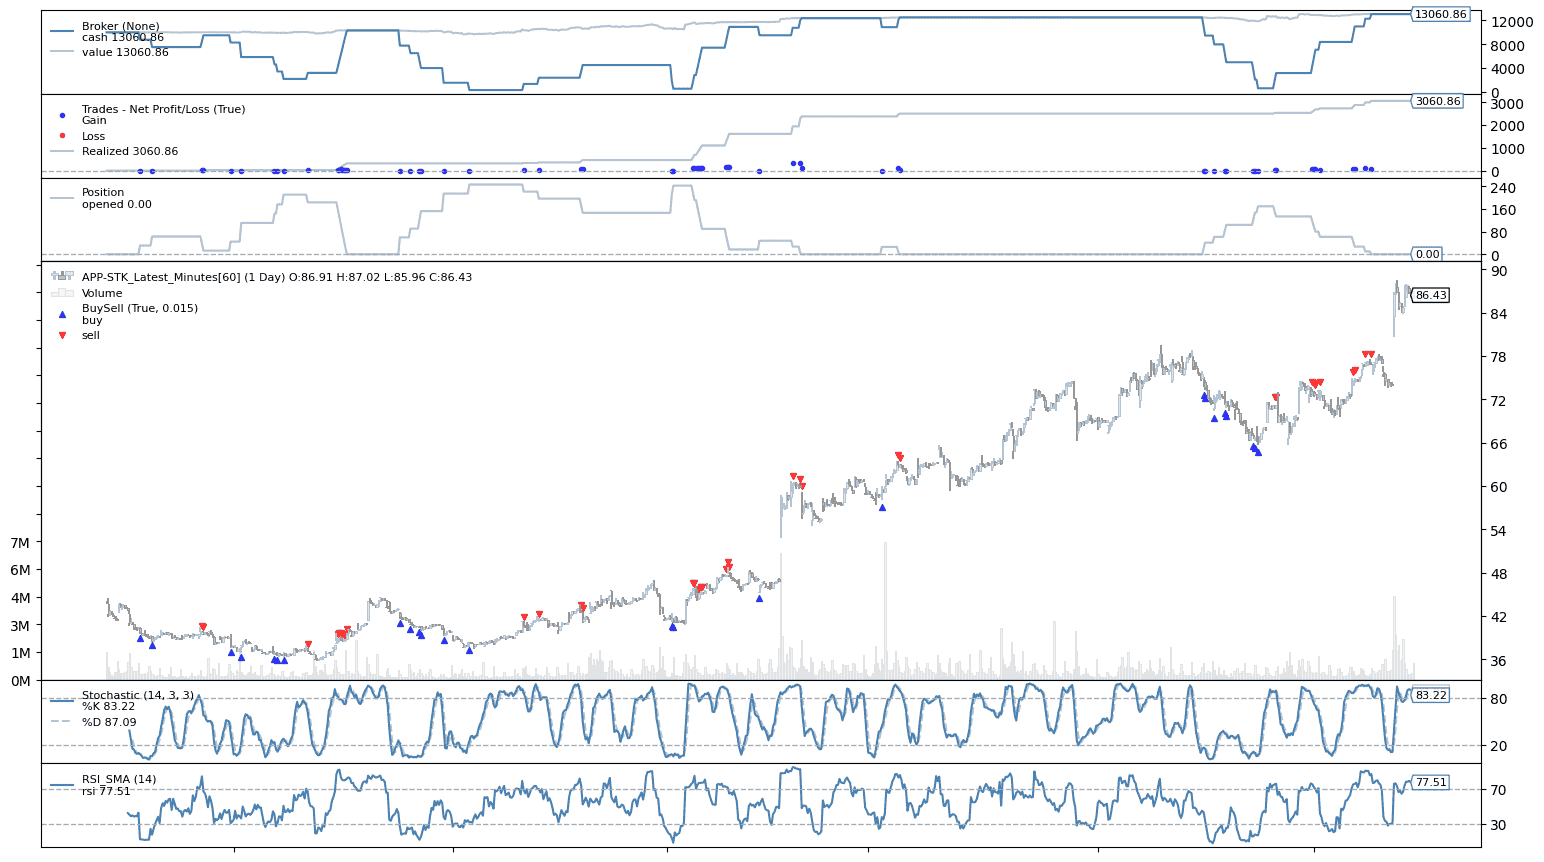 Broker (None)
cash 13060.86
value 13060.86
13060.86
12000
8000
4000
0
Trades - Net Profit/Loss (True)
Gain
Loss
Realized 3060.86
3060.86
3000
2000
1000
0
Position
opened 0.00
240
160
80
0
0.00
APP-STK_Latest_Minutes[60] (1 Day) O:86.91 H:87.02 L:85.96 C:86.43
Volume
BuySell (True, 0.015)
buy
sell
90
86.43
84
78
72
66
60
54
48
42
36
7M
6M
4M
3M
1M
0M
Stochastic (14, 3, 3)
%K 83.22
%D 87.09
83.22
80
20
RSI_SMA (14)
rsi 77.51
77.51
70
30